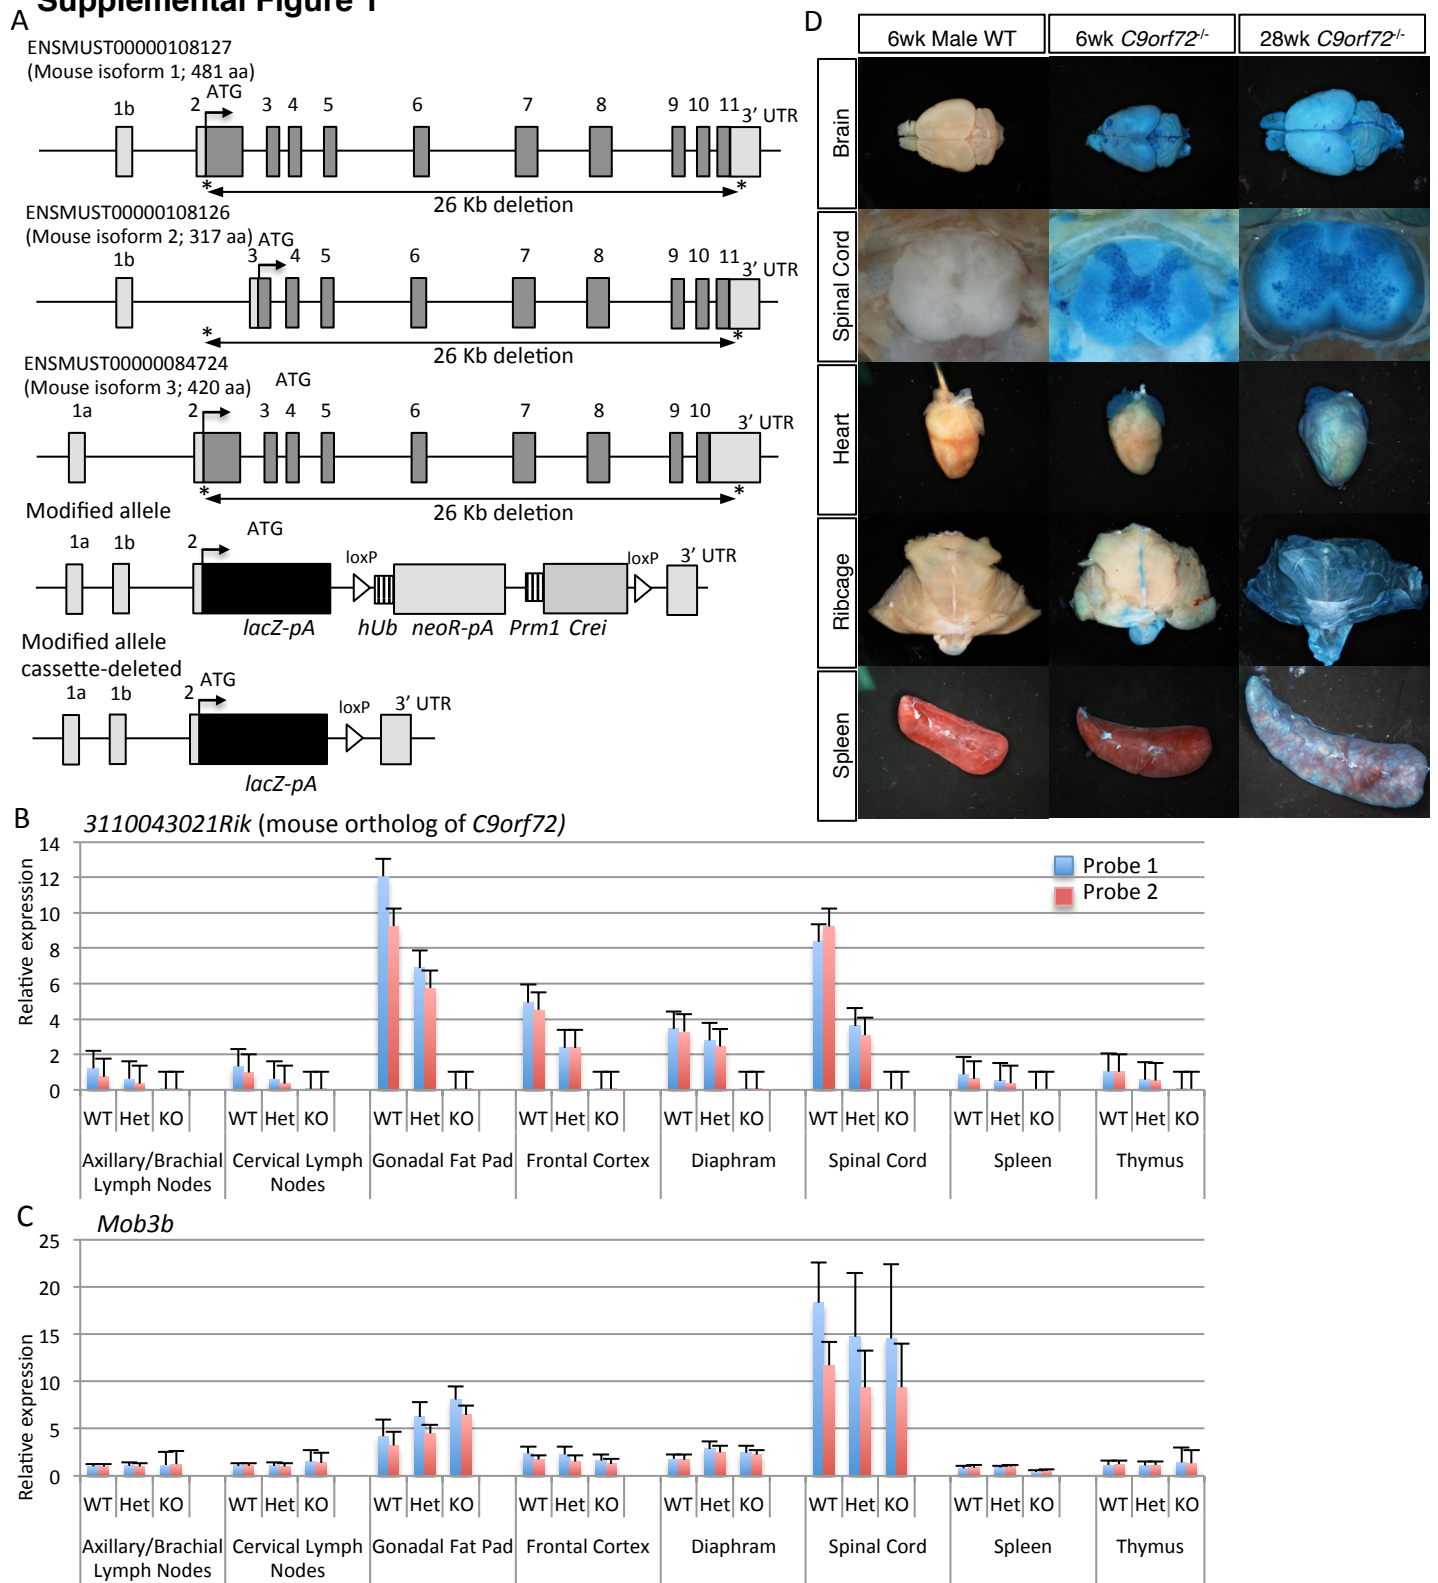 Supplemental Figure 1
A
ENSMUST00000108127
(Mouse isoform 1; 481 aa)
1b 2 ATG 3 4 5 6 7 8 9 10 11 3' UTR
* *
26 Kb deletion
ENSMUST00000108126
(Mouse isoform 2; 317 aa)
1b 3 ATG 4 5 6 7 8 9 10 11 3' UTR
* *
26 Kb deletion
ENSMUST00000084724
(Mouse isoform 3; 420 aa)
ATG
1a 2 3 4 5 6 7 8 9 10 3' UTR
* *
26 Kb deletion
Modified allele
ATG
1a 1b 2 loxP loxP 3' UTR
lacZ-pA hUb neoR-pA Prm1 Crei
Modified allele
cassette-deleted
ATG
1a 1b 2 loxP 3' UTR
lacZ-pA
D
6wk Male WT 6wk C9orf72-/- 28wk C9orf72-/-
Brain
Spinal Cord
Heart
Ribcage
Spleen
B
3110043021Rik (mouse ortholog of C9orf72)
Relative expression
14
12
10
8
6
4
2
0
Probe 1
Probe 2
WT Het KO WT Het KO WT Het KO WT Het KO WT Het KO WT Het KO WT Het KO WT Het KO
Axillary/Brachial Cervical Lymph Gonadal Fat Pad Frontal Cortex Diaphram Spinal Cord Spleen Thymus
Lymph Nodes Nodes
C
Mob3b
Relative expression
25
20
15
10
5
0
WT Het KO WT Het KO WT Het KO WT Het KO WT Het KO WT Het KO WT Het KO WT Het KO
Axillary/Brachial Cervical Lymph Gonadal Fat Pad Frontal Cortex Diaphram Spinal Cord Spleen Thymus
Lymph Nodes Nodes